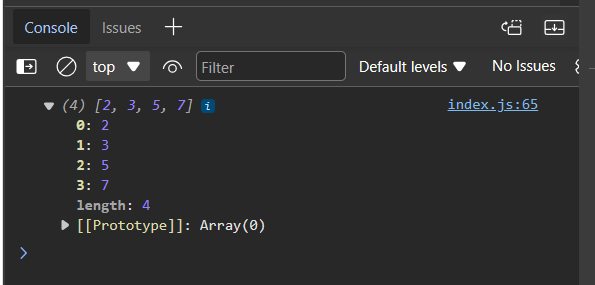 Console Issues
top Filter Default levels No Issues
(4) [2, 3, 5, 7] i index.js:65
0: 2
1: 3
2: 5
3: 7
length: 4
[[Prototype]]: Array(0)